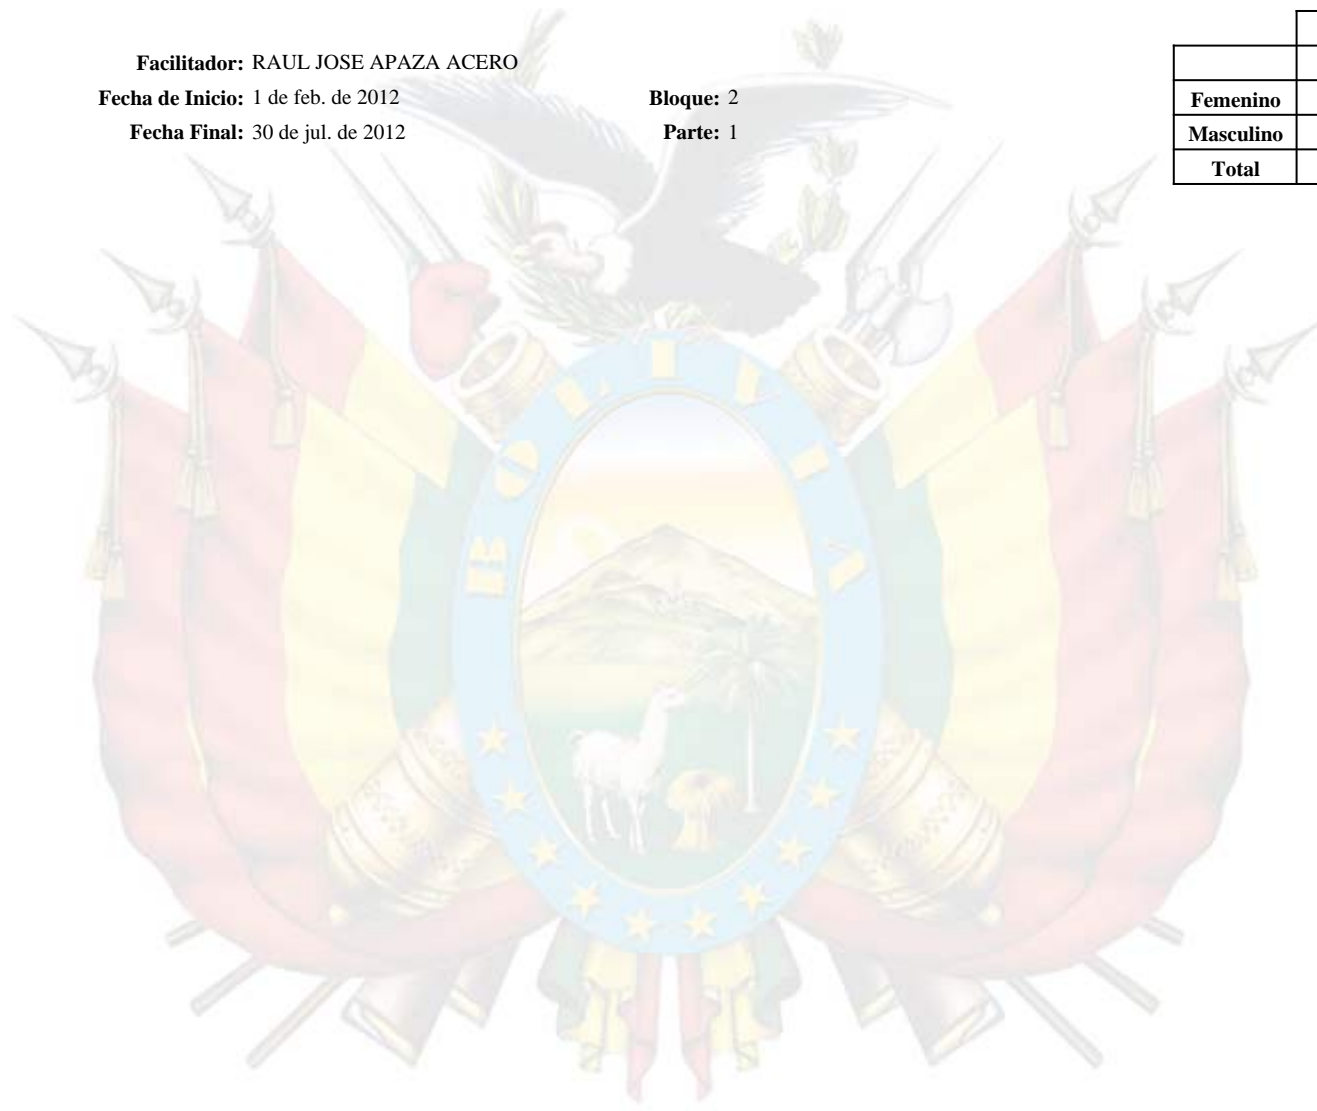 Facilitador: RAUL JOSE APAZA ACERO
Fecha de Inicio: 1 de feb. de 2012 Bloque: 2
Fecha Final: 30 de jul. de 2012 Parte: 1
Femenino
Masculino
Total
BOLIVIA